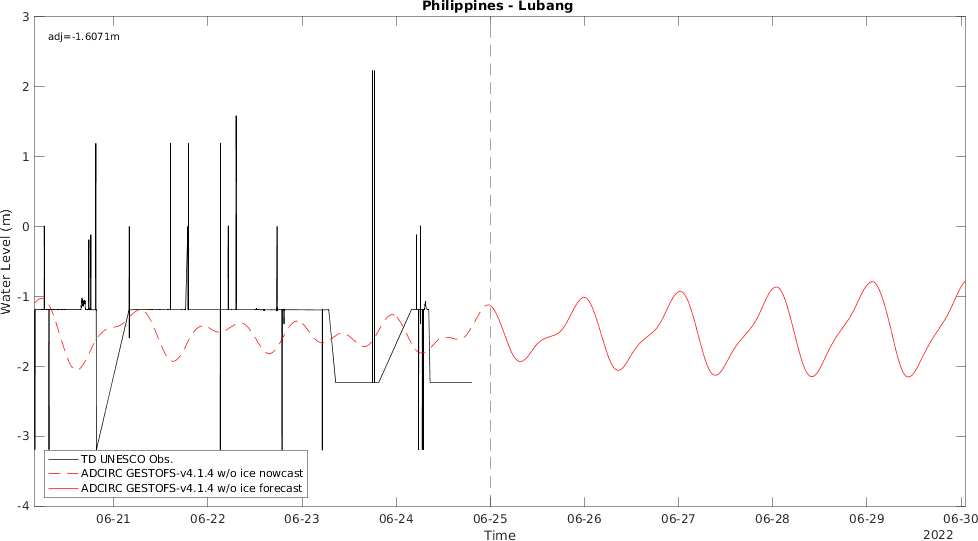 Philippines - Lubang
adj=-1.6071m
Water Level (m)
3
2
1
0
-1
-2
-3
-4
TD UNESCO Obs.
ADCIRC GESTOFS-v4.1.4 w/o ice nowcast
ADCIRC GESTOFS-v4.1.4 w/o ice forecast
06-21 06-22 06-23 06-24 06-25 06-26 06-27 06-28 06-29 06-30
Time
2022